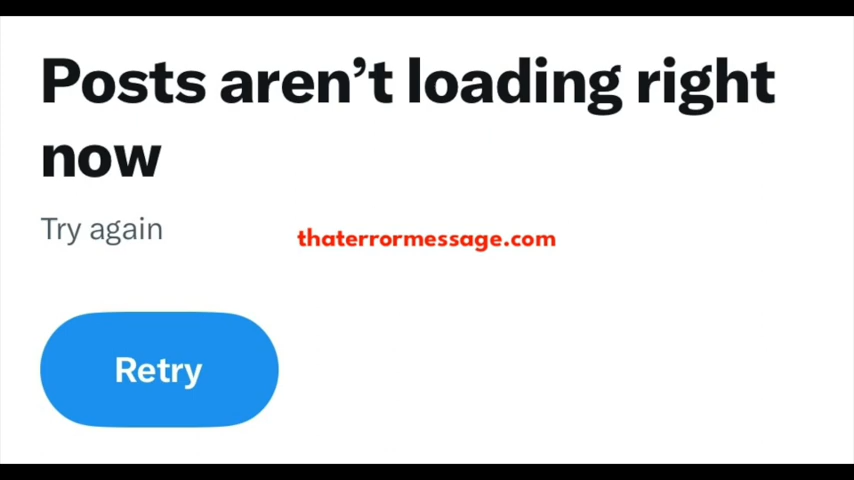 Posts aren’t loading right
now
Try again
thaterrormessage.com
Retry